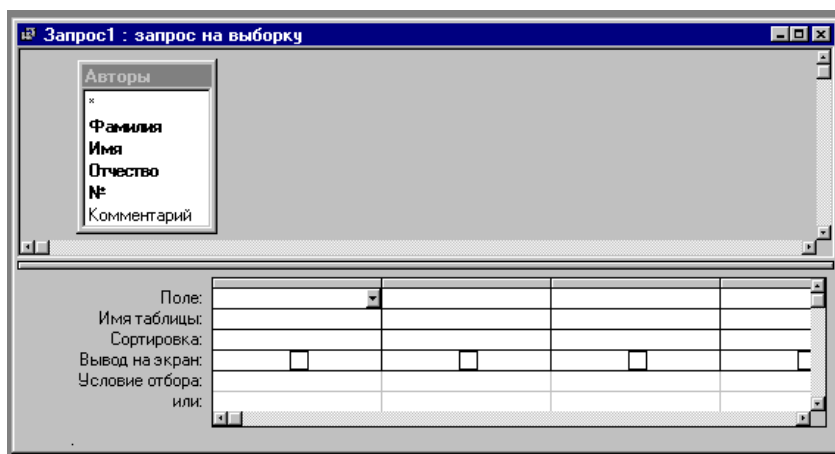 Запрос1 : запрос на выборку
Авторы
*
Фамилия
Имя
Отчество
№
Комментарий
Поле:
Имя таблицы:
Сортировка:
Вывод на экран:
Условие отбора:
или: